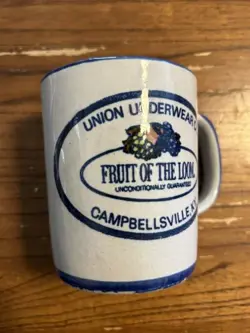 UNION UNDERWEAR
FRUIT OF THE LOOM
UNCONDITIONALLY GUARANTEED
CAMPBELLSVILLE, K